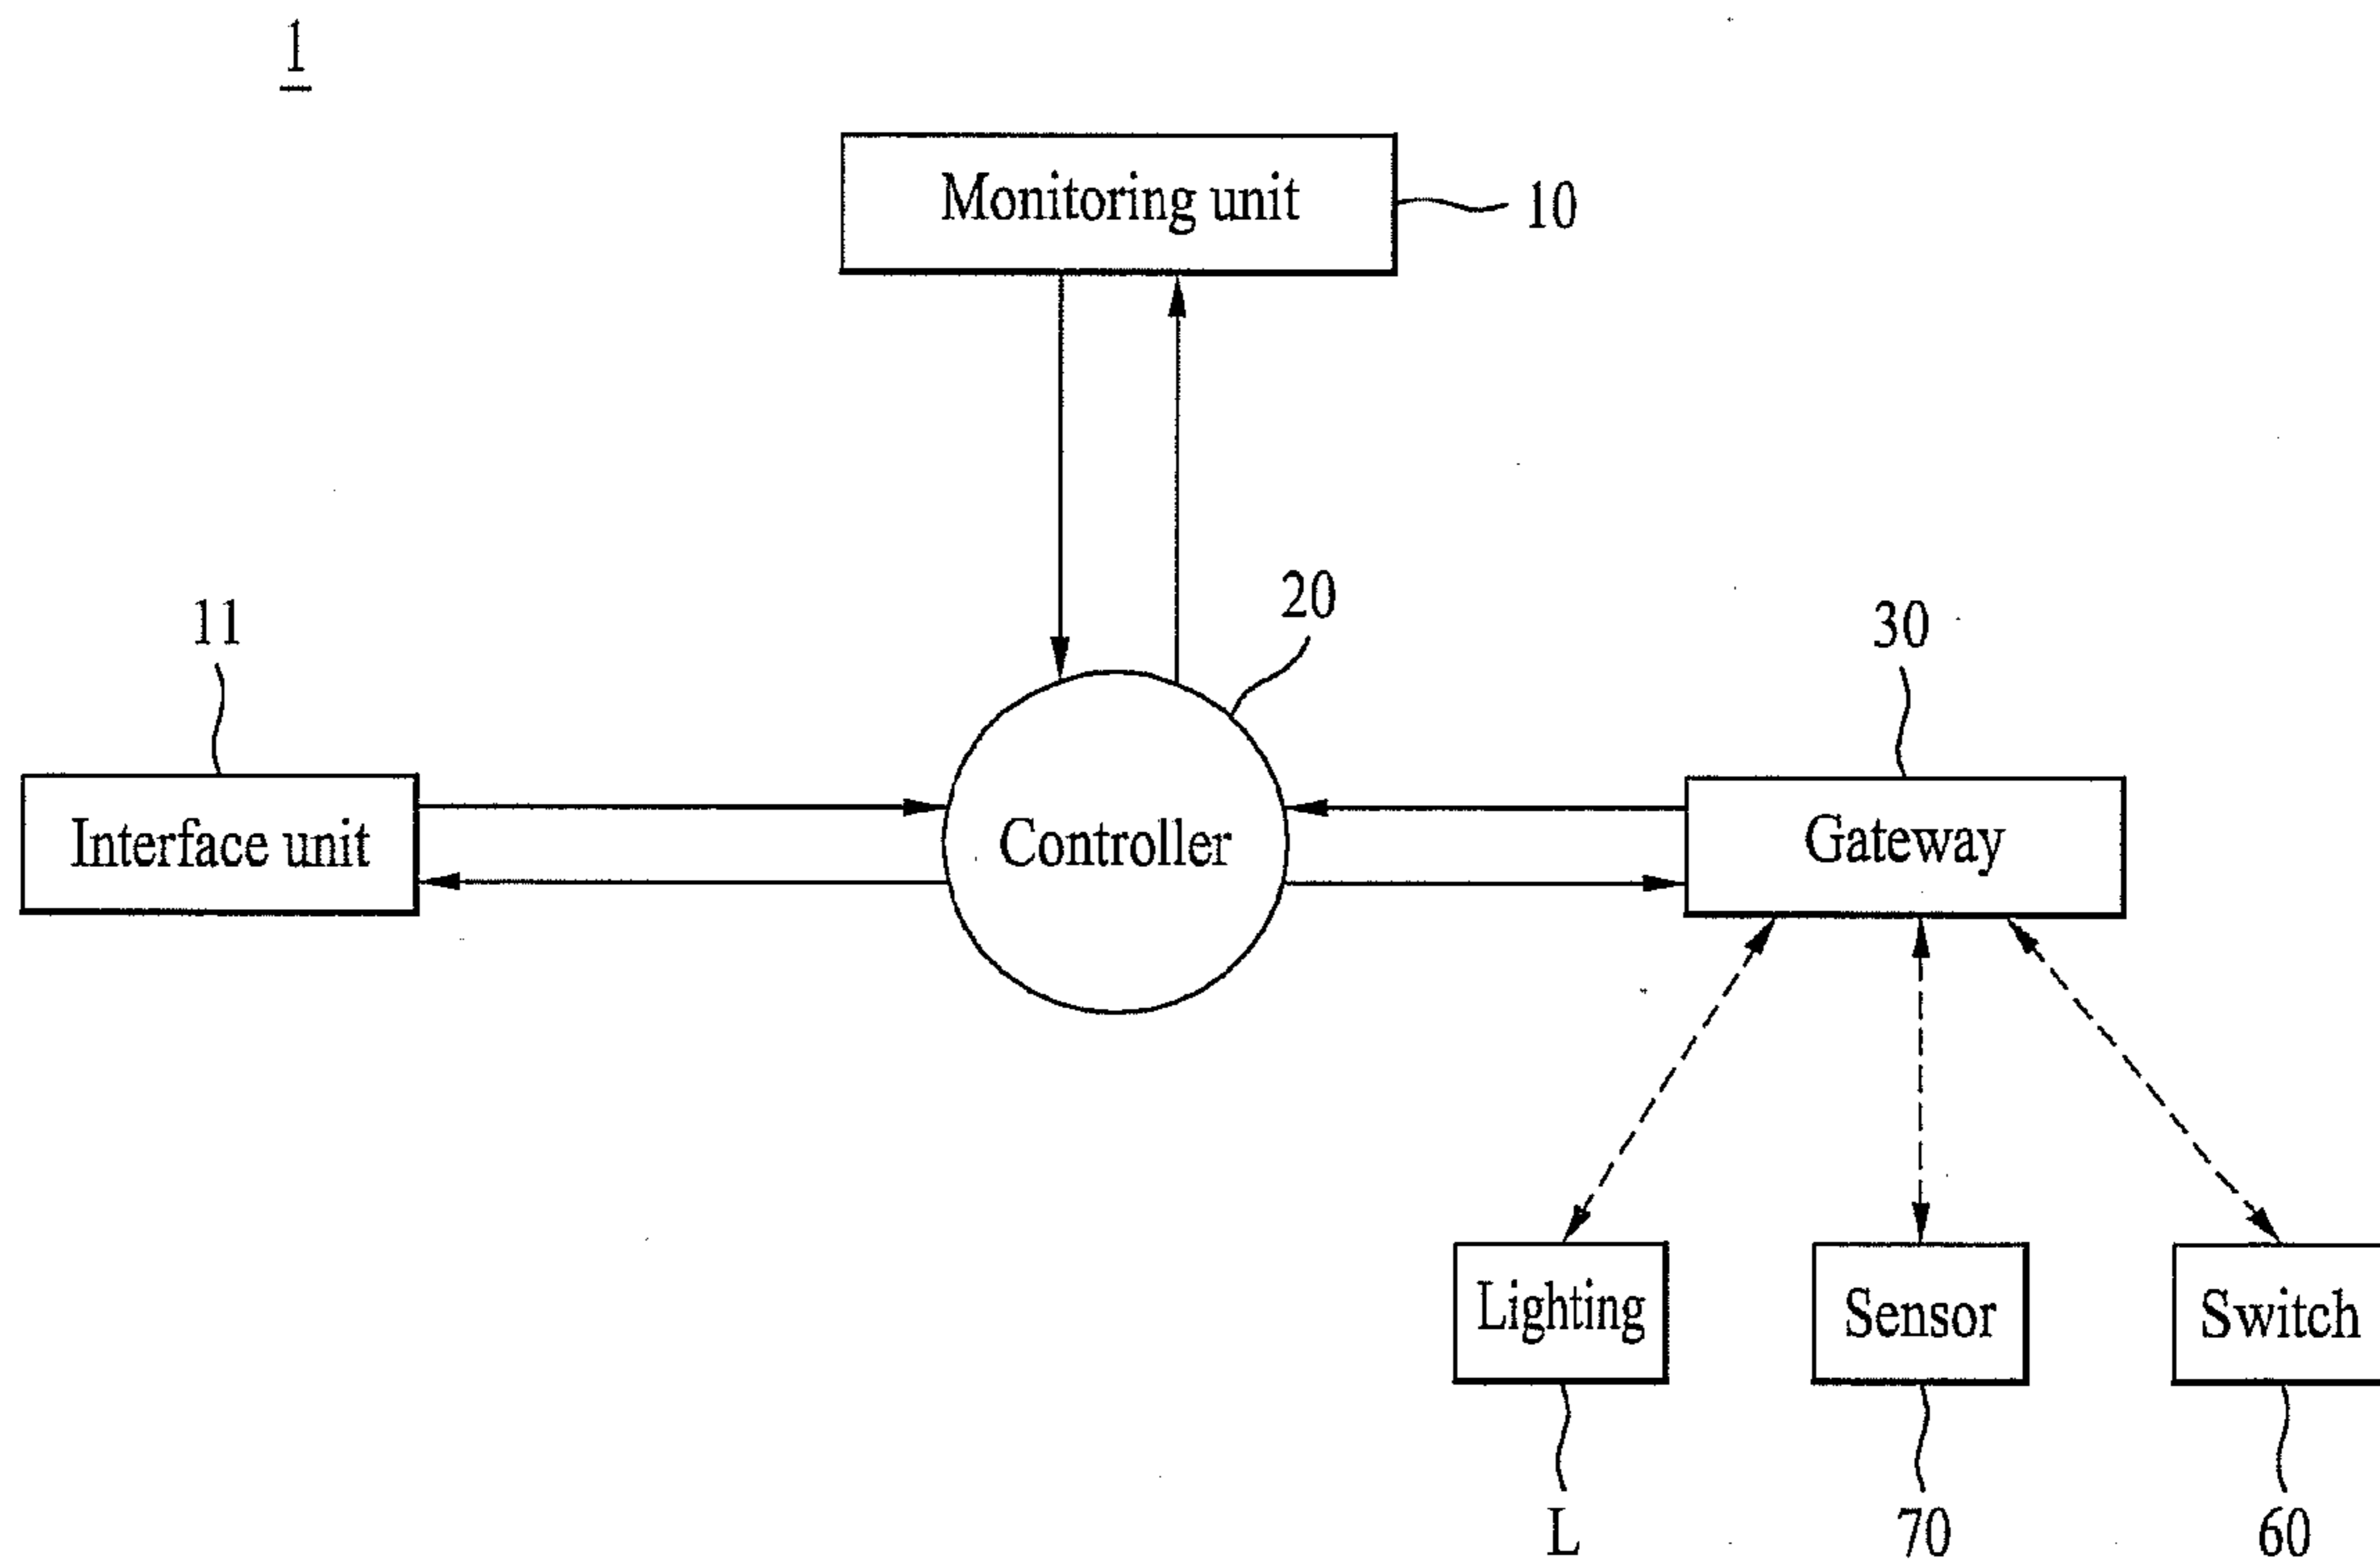 1
Monitoring unit
10
20
11
30
Interface unit
Controller
Gateway
Lighting
Sensor
Switch
L
70
60